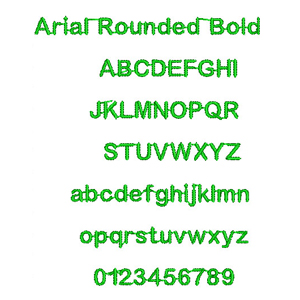 Arial Rounded Bold
ABCDEFGHI
JKLMNOPQR
STUVWXYZ
abcdefghijklmn
opqrstuvwxyz
0123456789